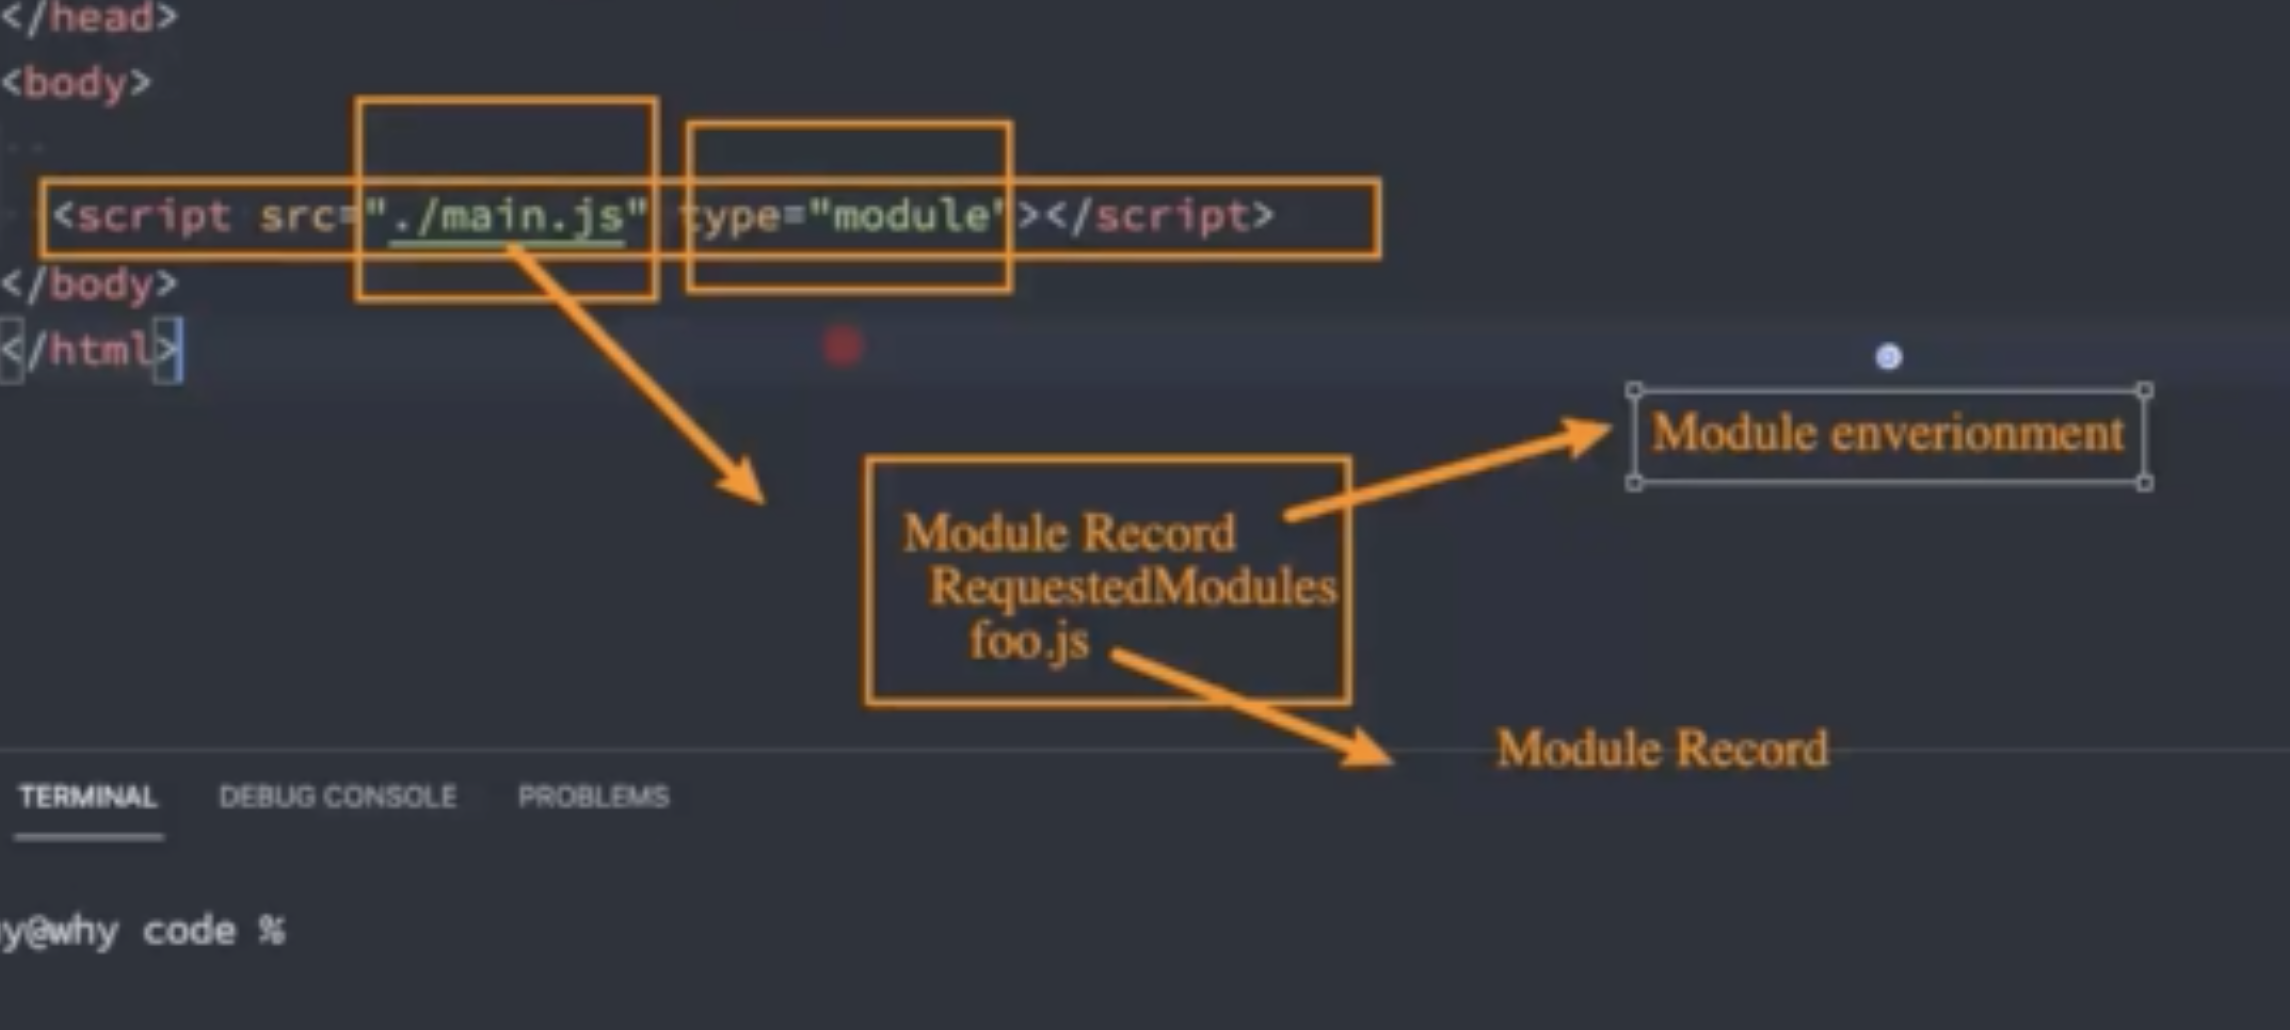 </head>
<body>
<script src="./main.js" type="module"></script>
</body>
</html>
Module enverionment
Module Record
RequestedModules
foo.js
Module Record
TERMINAL DEBUG CONSOLE PROBLEMS
y@why code %